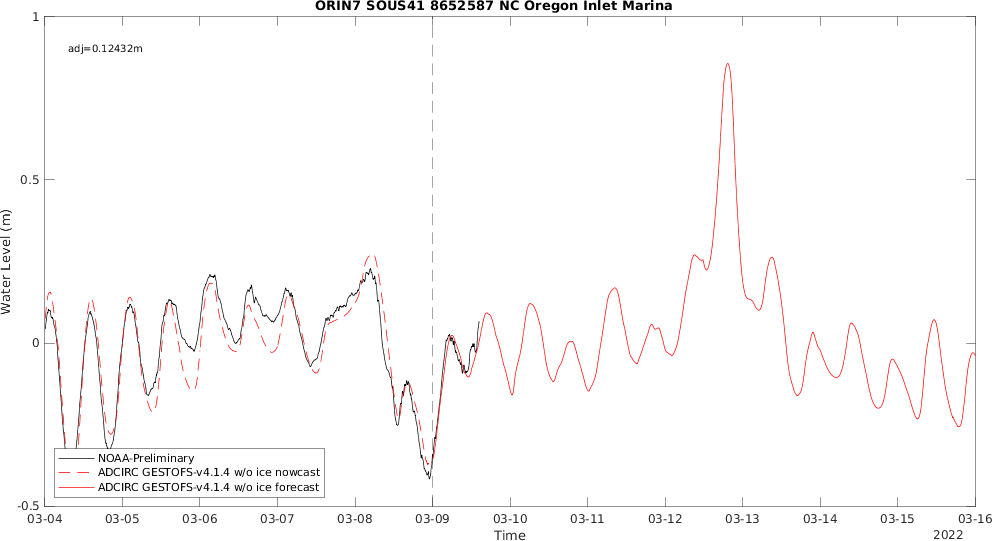 ORIN7 SOUS41 8652587 NC Oregon Inlet Marina
adj=0.12432m
1
0.5
0
-0.5
Water Level (m)
NOAA-Preliminary
ADCIRC GESTOFS-v4.1.4 w/o ice nowcast
ADCIRC GESTOFS-v4.1.4 w/o ice forecast
03-04 03-05 03-06 03-07 03-08 03-09 03-10 03-11 03-12 03-13 03-14 03-15 03-16
Time
2022